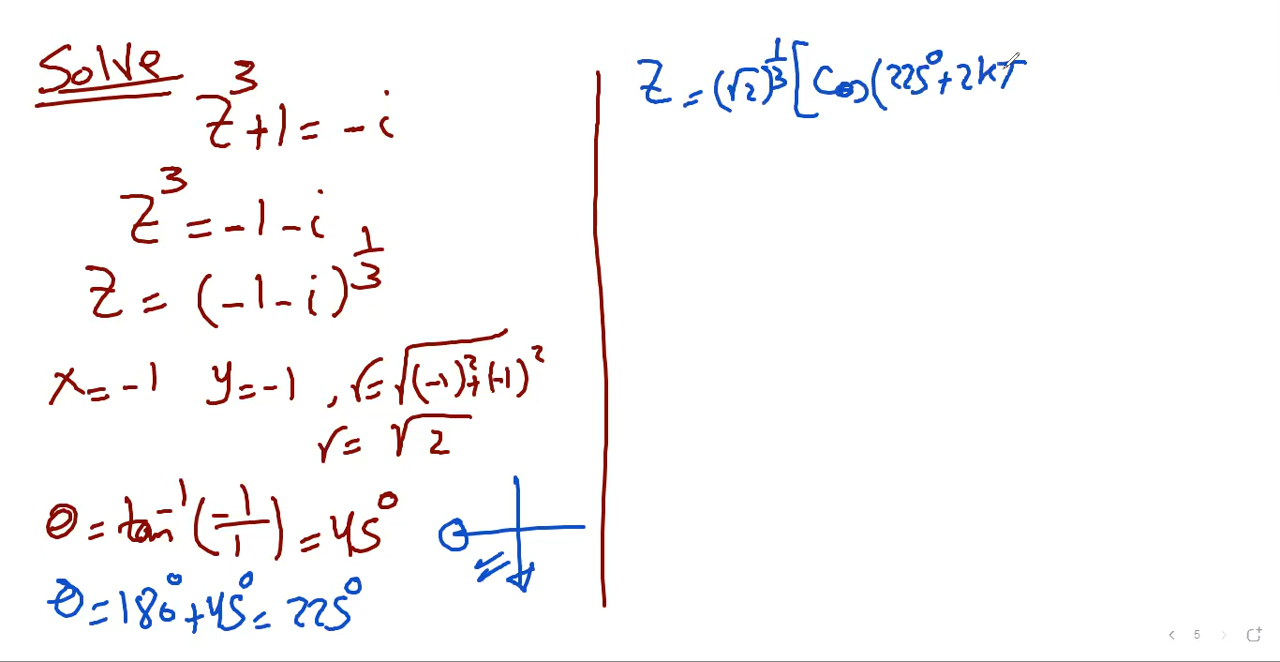 Solve
z³+1=-i
z³=-1-i
z=(-1-i)^(1/3)
x=-1 y=-1 , r=√((-1)²+(-1)²
r=√2
θ=tan⁻¹(-1/1)=45°
θ=180°+45°=225°
z=(√2)^(1/3)[Cos(225°+2kT
5